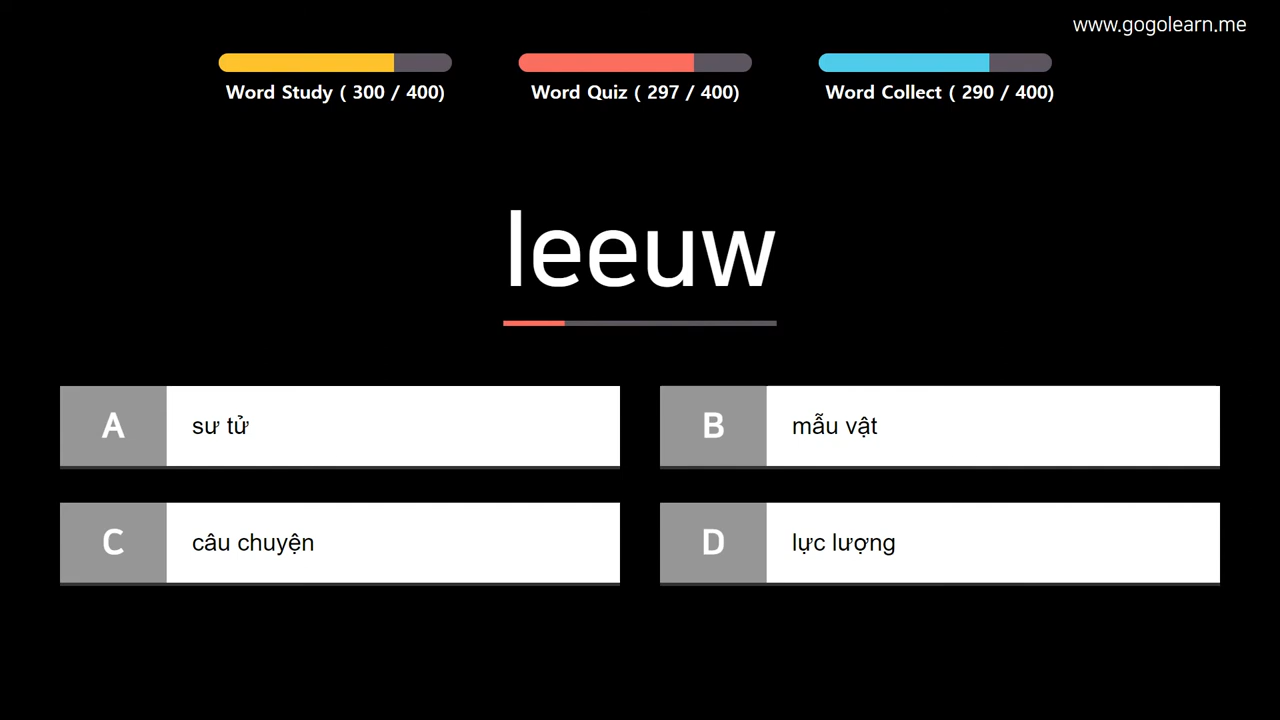 www.gogolearn.me
Word Study ( 300 / 400)
Word Quiz ( 297 / 400)
Word Collect ( 290 / 400)
leeuw
A
sư tử
B
mẫu vật
C
câu chuyện
D
lực lượng